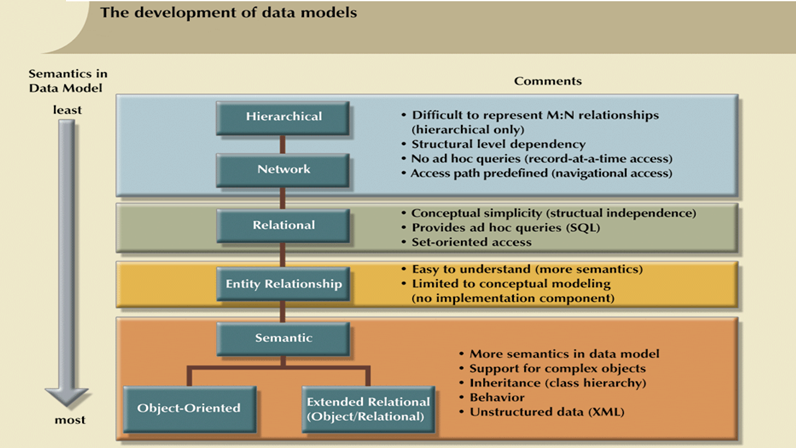 The development of data models
Semantics in
Data Model
least
Comments
Hierarchical
Network
• Difficult to represent M:N relationships
(hierarchical only)
• Structural level dependency
• No ad hoc queries (record-at-a-time access)
• Access path predefined (navigational access)
Relational
• Conceptual simplicity (structual independence)
• Provides ad hoc queries (SQL)
• Set-oriented access
Entity Relationship
• Easy to understand (more semantics)
• Limited to conceptual modeling
(no implementation component)
Semantic
Object-Oriented
Extended Relational
(Object/Relational)
• More semantics in data model
• Support for complex objects
• Inheritance (class hierarchy)
• Behavior
• Unstructured data (XML)
most